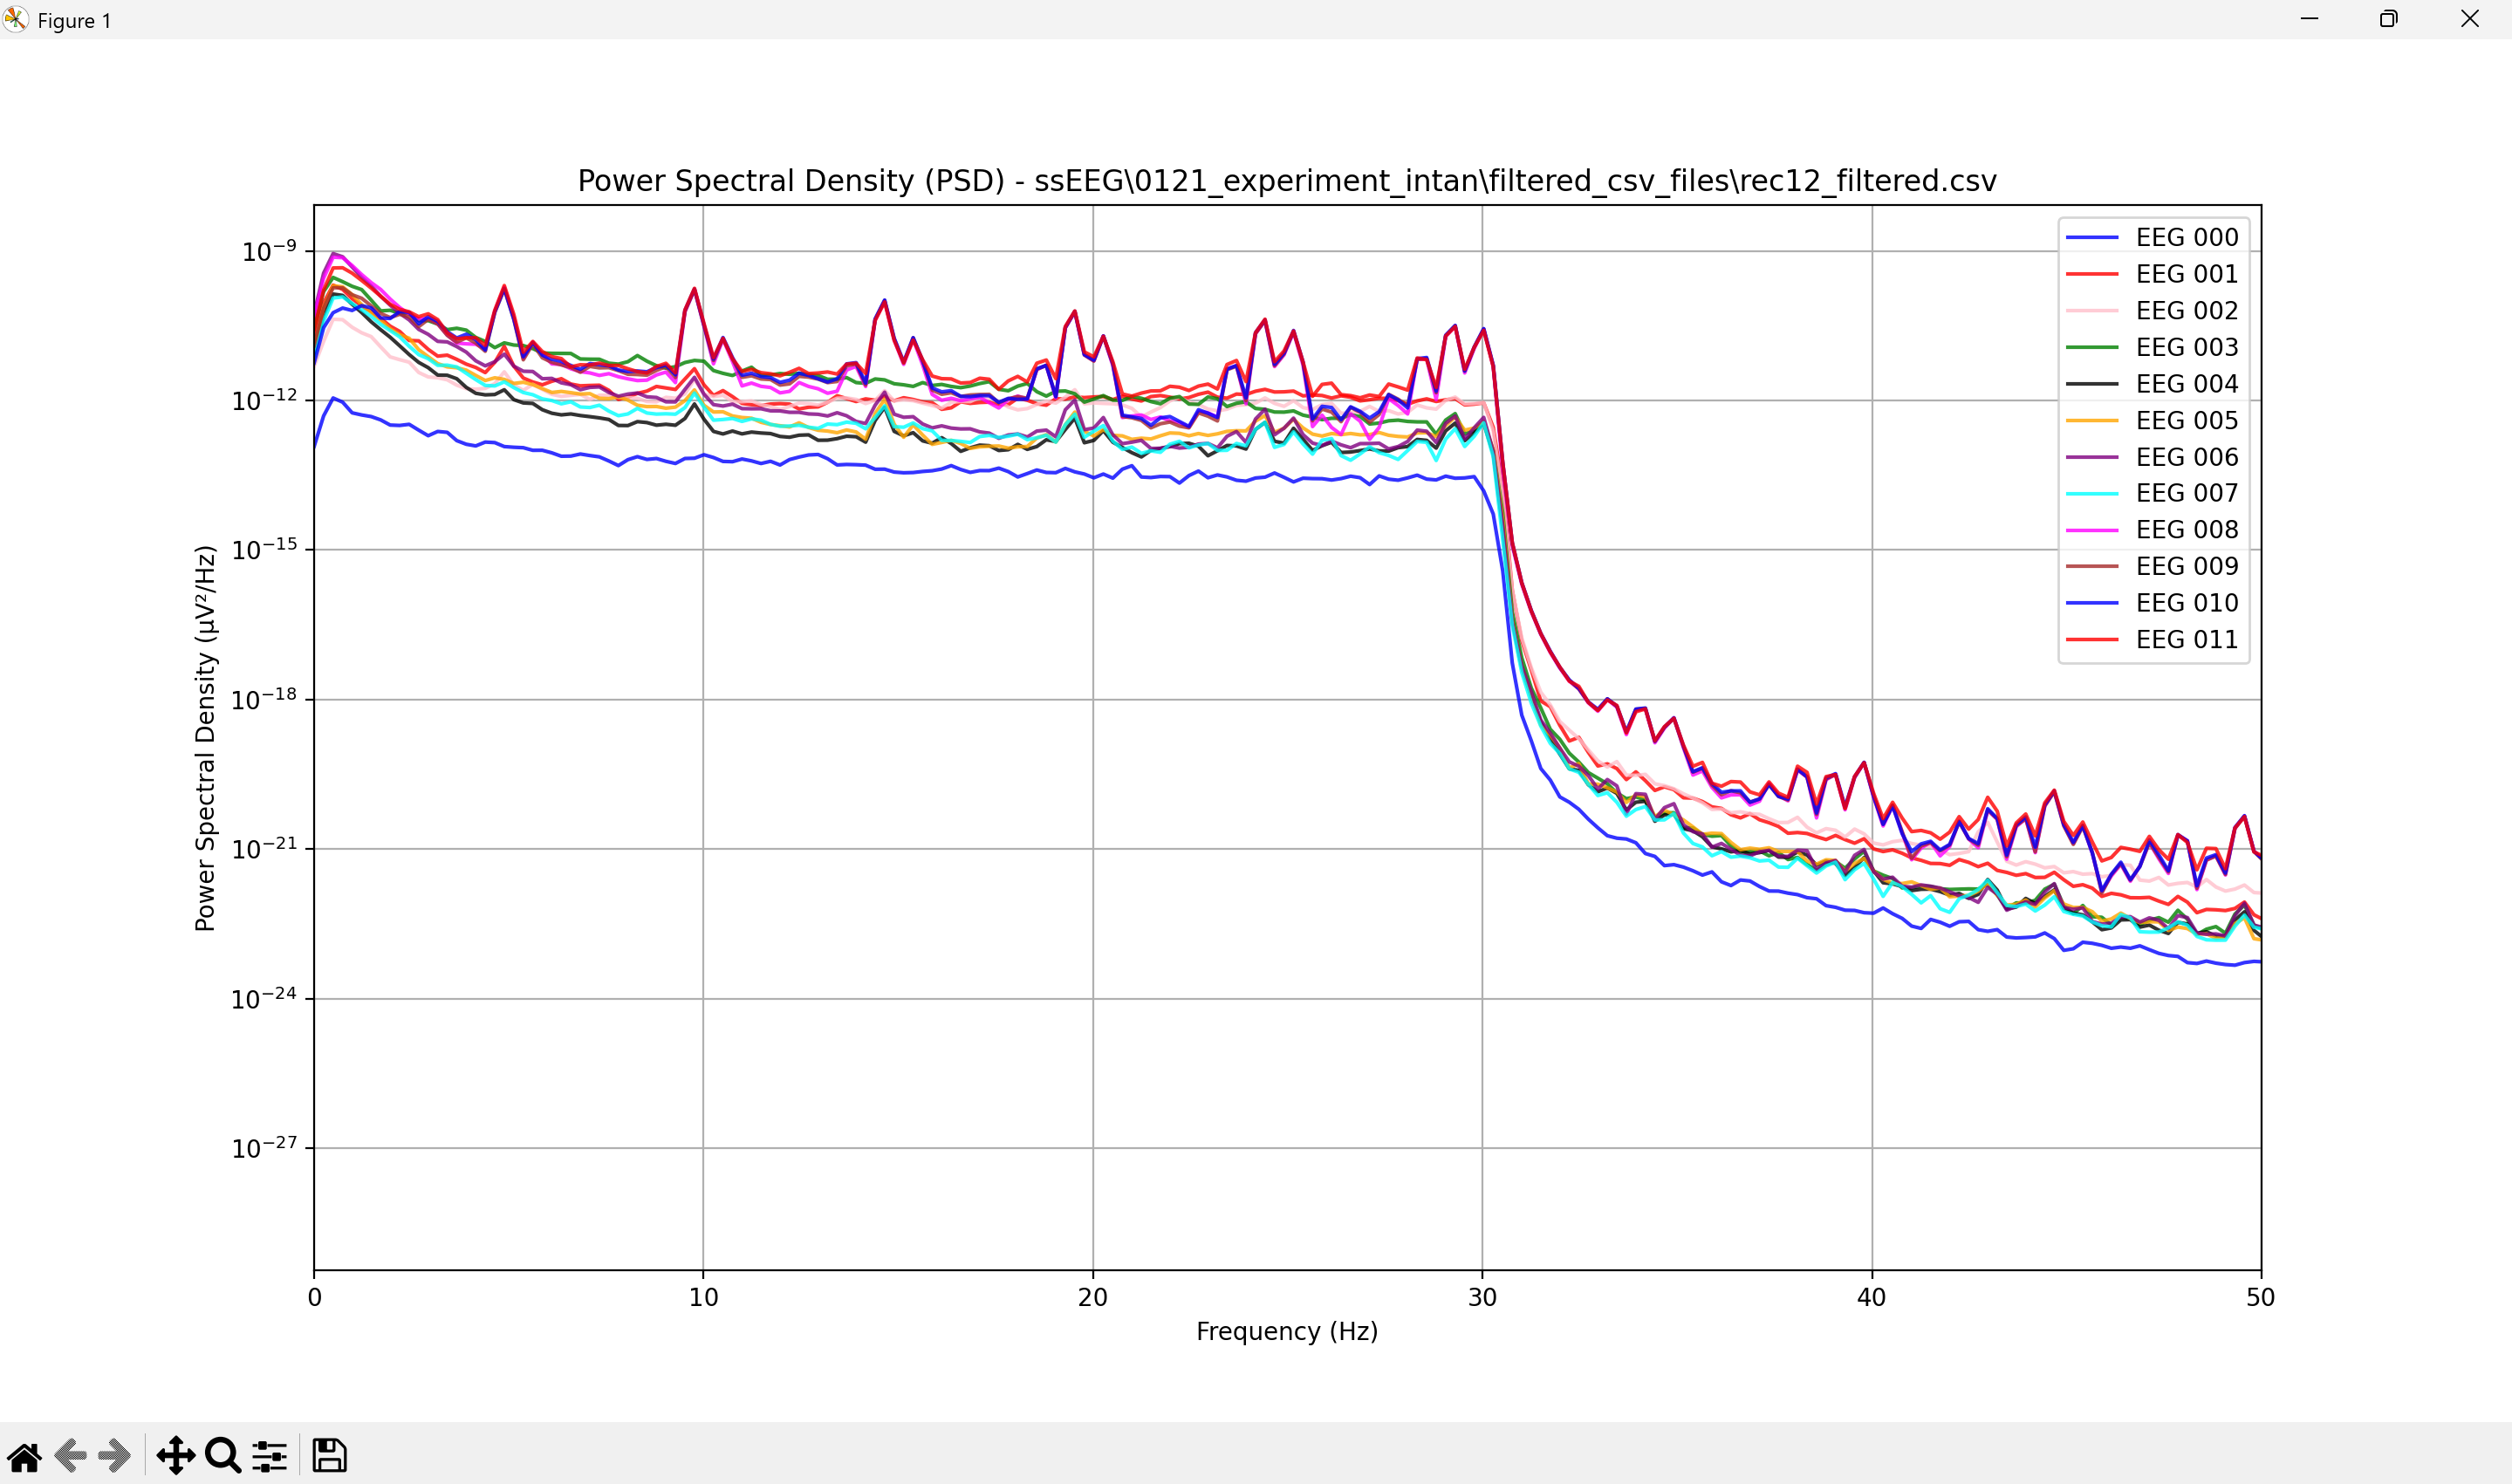 Figure 1
Power Spectral Density (PSD) - ssEEG\0121_experiment_intan\filtered_csv_files\rec12_filtered.csv
Power Spectral Density (µV²/Hz)
10⁻⁹
10⁻¹²
10⁻¹⁵
10⁻¹⁸
10⁻²¹
10⁻²⁴
10⁻²⁷
EEG 000
EEG 001
EEG 002
EEG 003
EEG 004
EEG 005
EEG 006
EEG 007
EEG 008
EEG 009
EEG 010
EEG 011
0 10 20 30 40 50
Frequency (Hz)